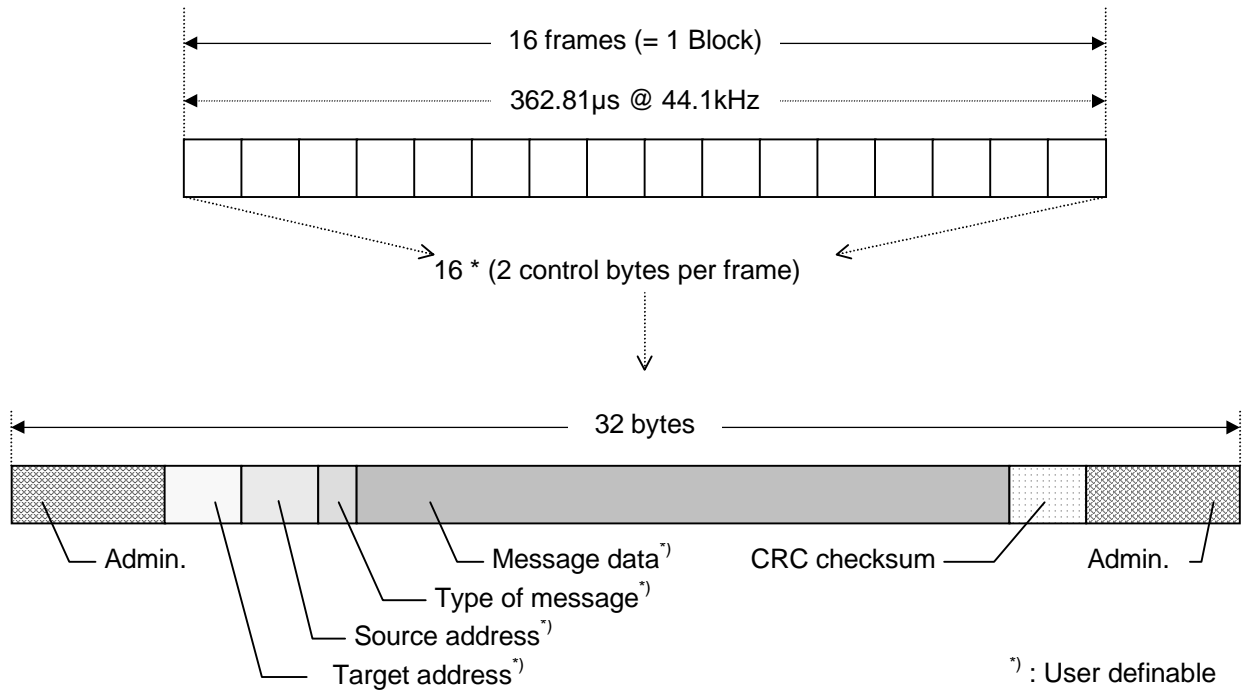 16 frames (= 1 Block)
362.81µs @ 44.1kHz
16 * (2 control bytes per frame)
32 bytes
Admin.
Message data*)
CRC checksum
Admin.
Type of message*)
Source address*)
Target address*)
*) : User definable